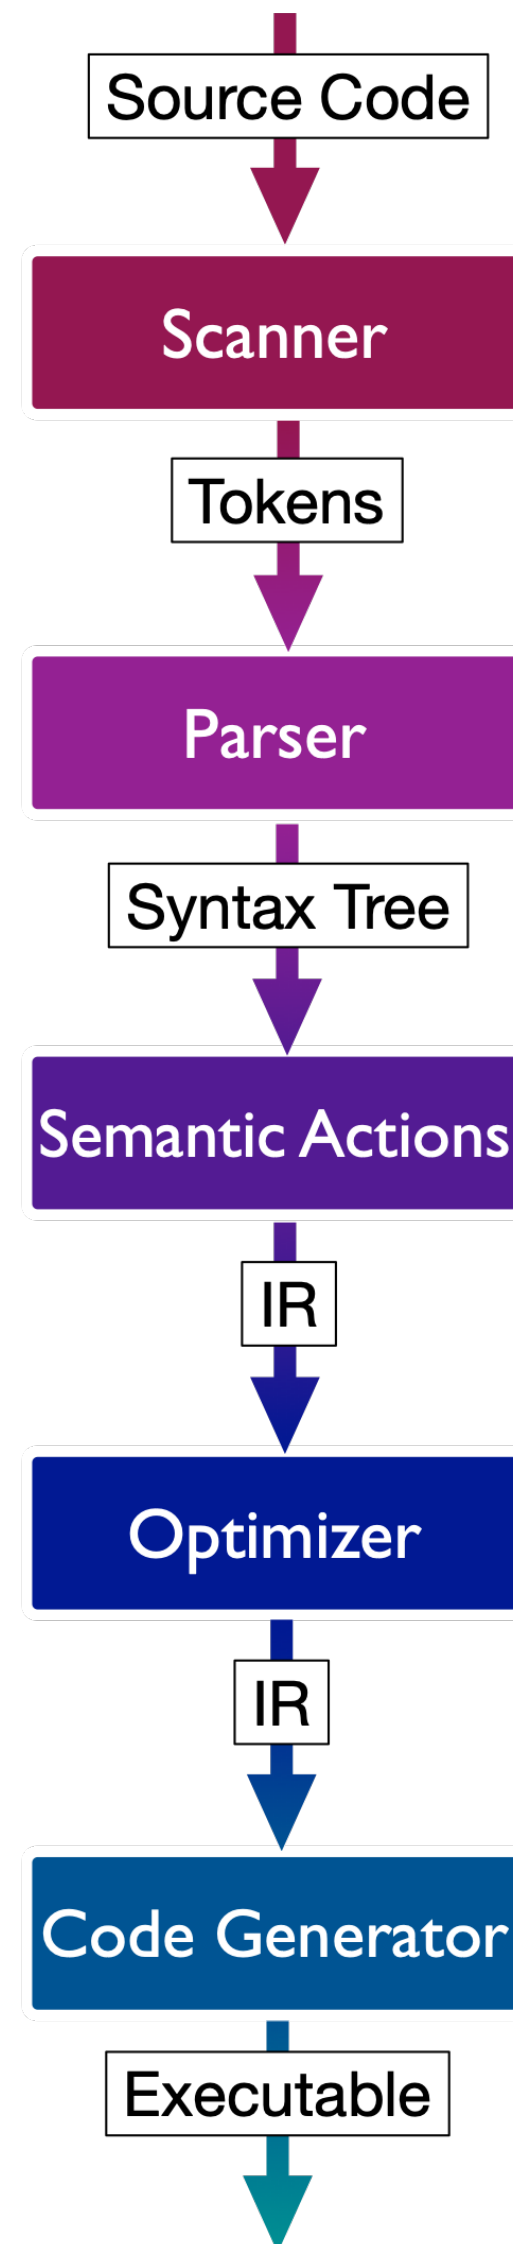 Source Code
Scanner
Tokens
Parser
Syntax Tree
Semantic Actions
IR
Optimizer
IR
Code Generator
Executable